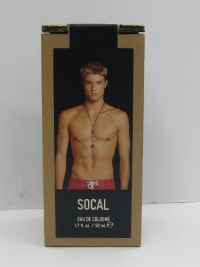 SOCAL
EAU DE COLOGNE
1.7 fl oz. / 50 mL ℮